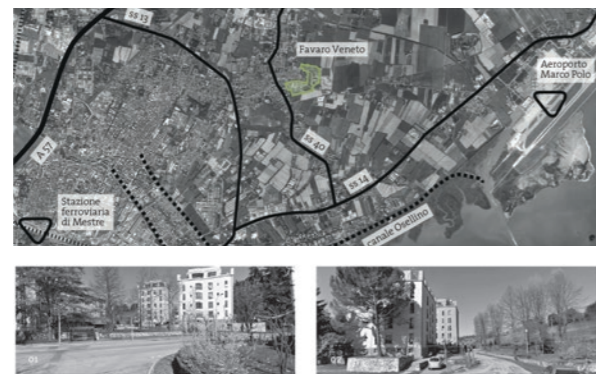 ss 13
Favaro Veneto
Aeroporto
Marco Polo
A 57
ss 40
ss 14
Stazione
ferroviaria
di Mestre
canale Osellino
01
02